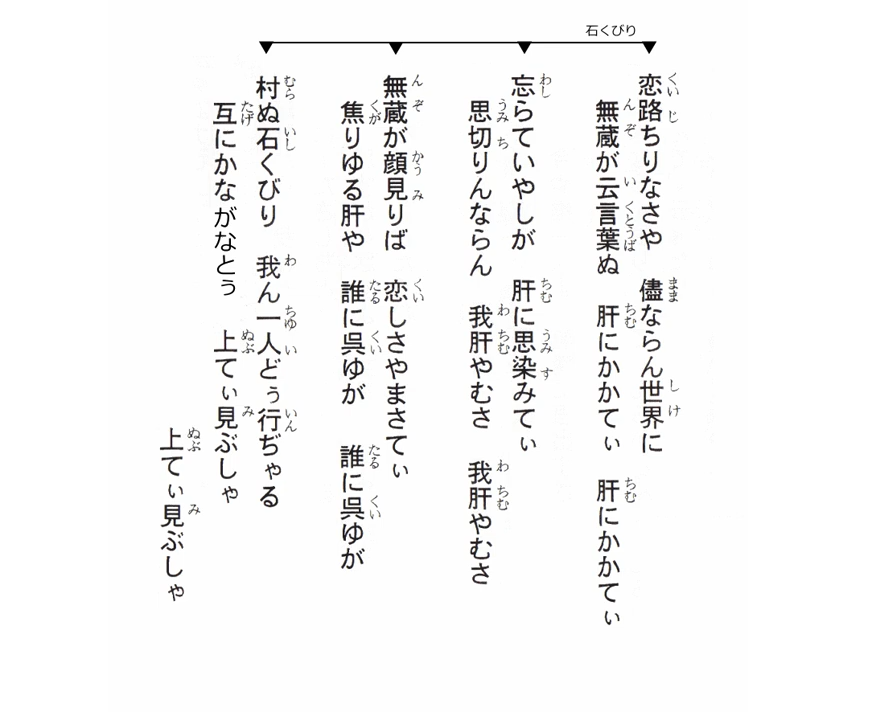 石くびり
恋路ちりなさや　儘ならん世界に
無蔵が云言葉ぬ　肝にかかてぃ　肝にかかてぃ
忘らていやしが　肝に思染みてぃ
思切りんならん　我肝やむさ　我肝やむさ
無蔵が顔見りば　恋しさやまさてぃ
焦りゆる肝や　誰に呉ゆが　誰に呉ゆが
村ぬ石くびり　我ん一人どぅ行ぢゃる
互にかながなとぅ　上てぃ見ぶしゃ
上てぃ見ぶしゃ